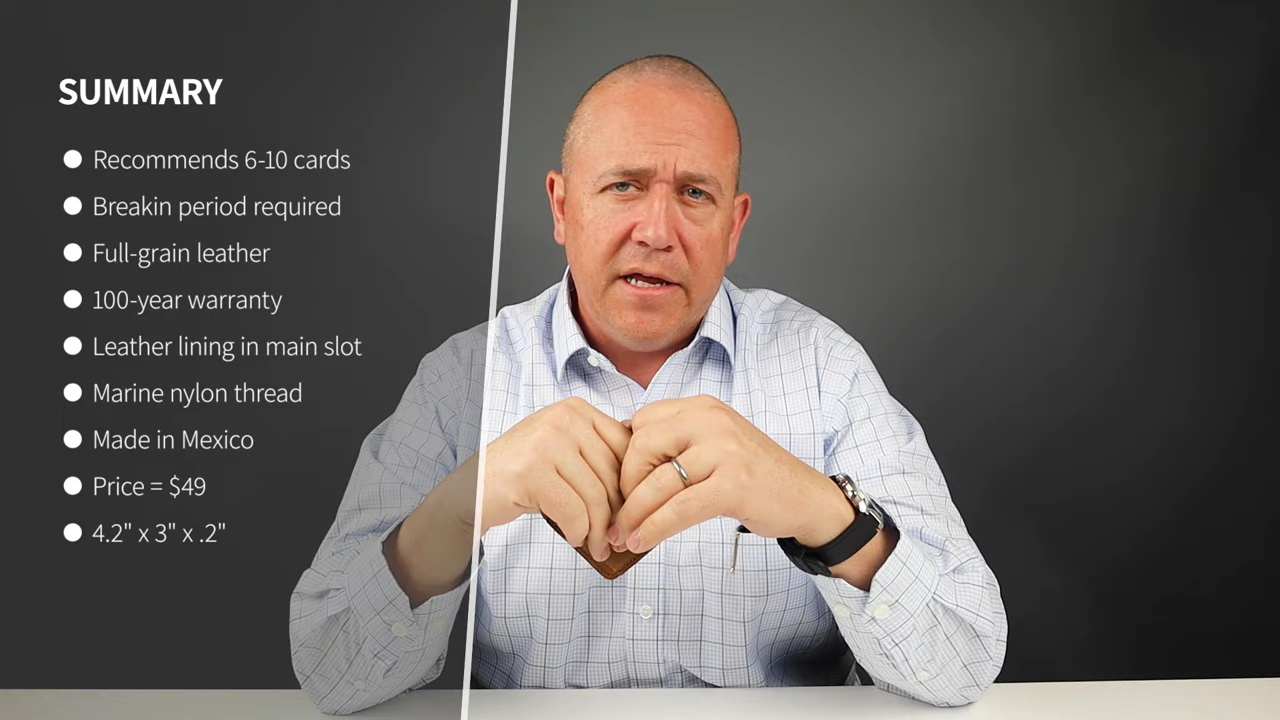 SUMMARY
Recommends 6-10 cards
Breakin period required
Full-grain leather
100-year warranty
Leather lining in main slot
Marine nylon thread
Made in Mexico
Price = $49
4.2" x 3" x .2"